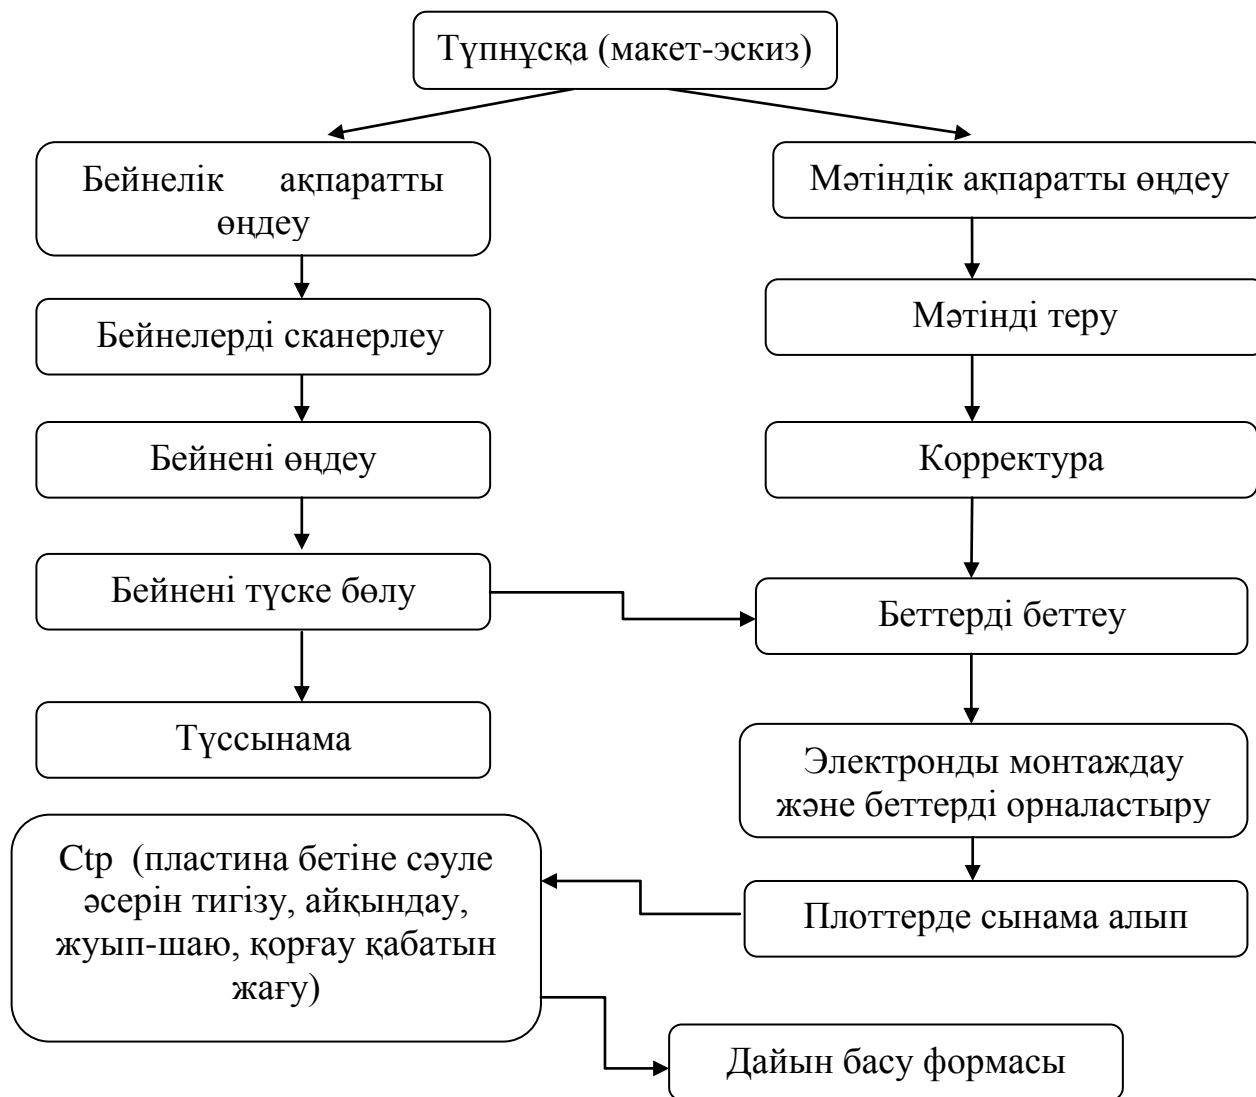 Түпнұсқа (макет-эскиз)
Бейнелік ақпаратты
өңдеу
Бейнелерді сканерлеу
Бейнені өңдеу
Бейнені түске бөлу
Түссынама
Мәтіндік ақпаратты өңдеу
Мәтінді теру
Корректура
Беттерді беттеу
Электронды монтаждау
және беттерді орналастыру
Плоттерде сынама алып
Ctp (пластина бетіне сәуле
әсерін тигізу, айқындау,
жуып-шаю, қорғау қабатын
жағу)
Дайын басу формасы